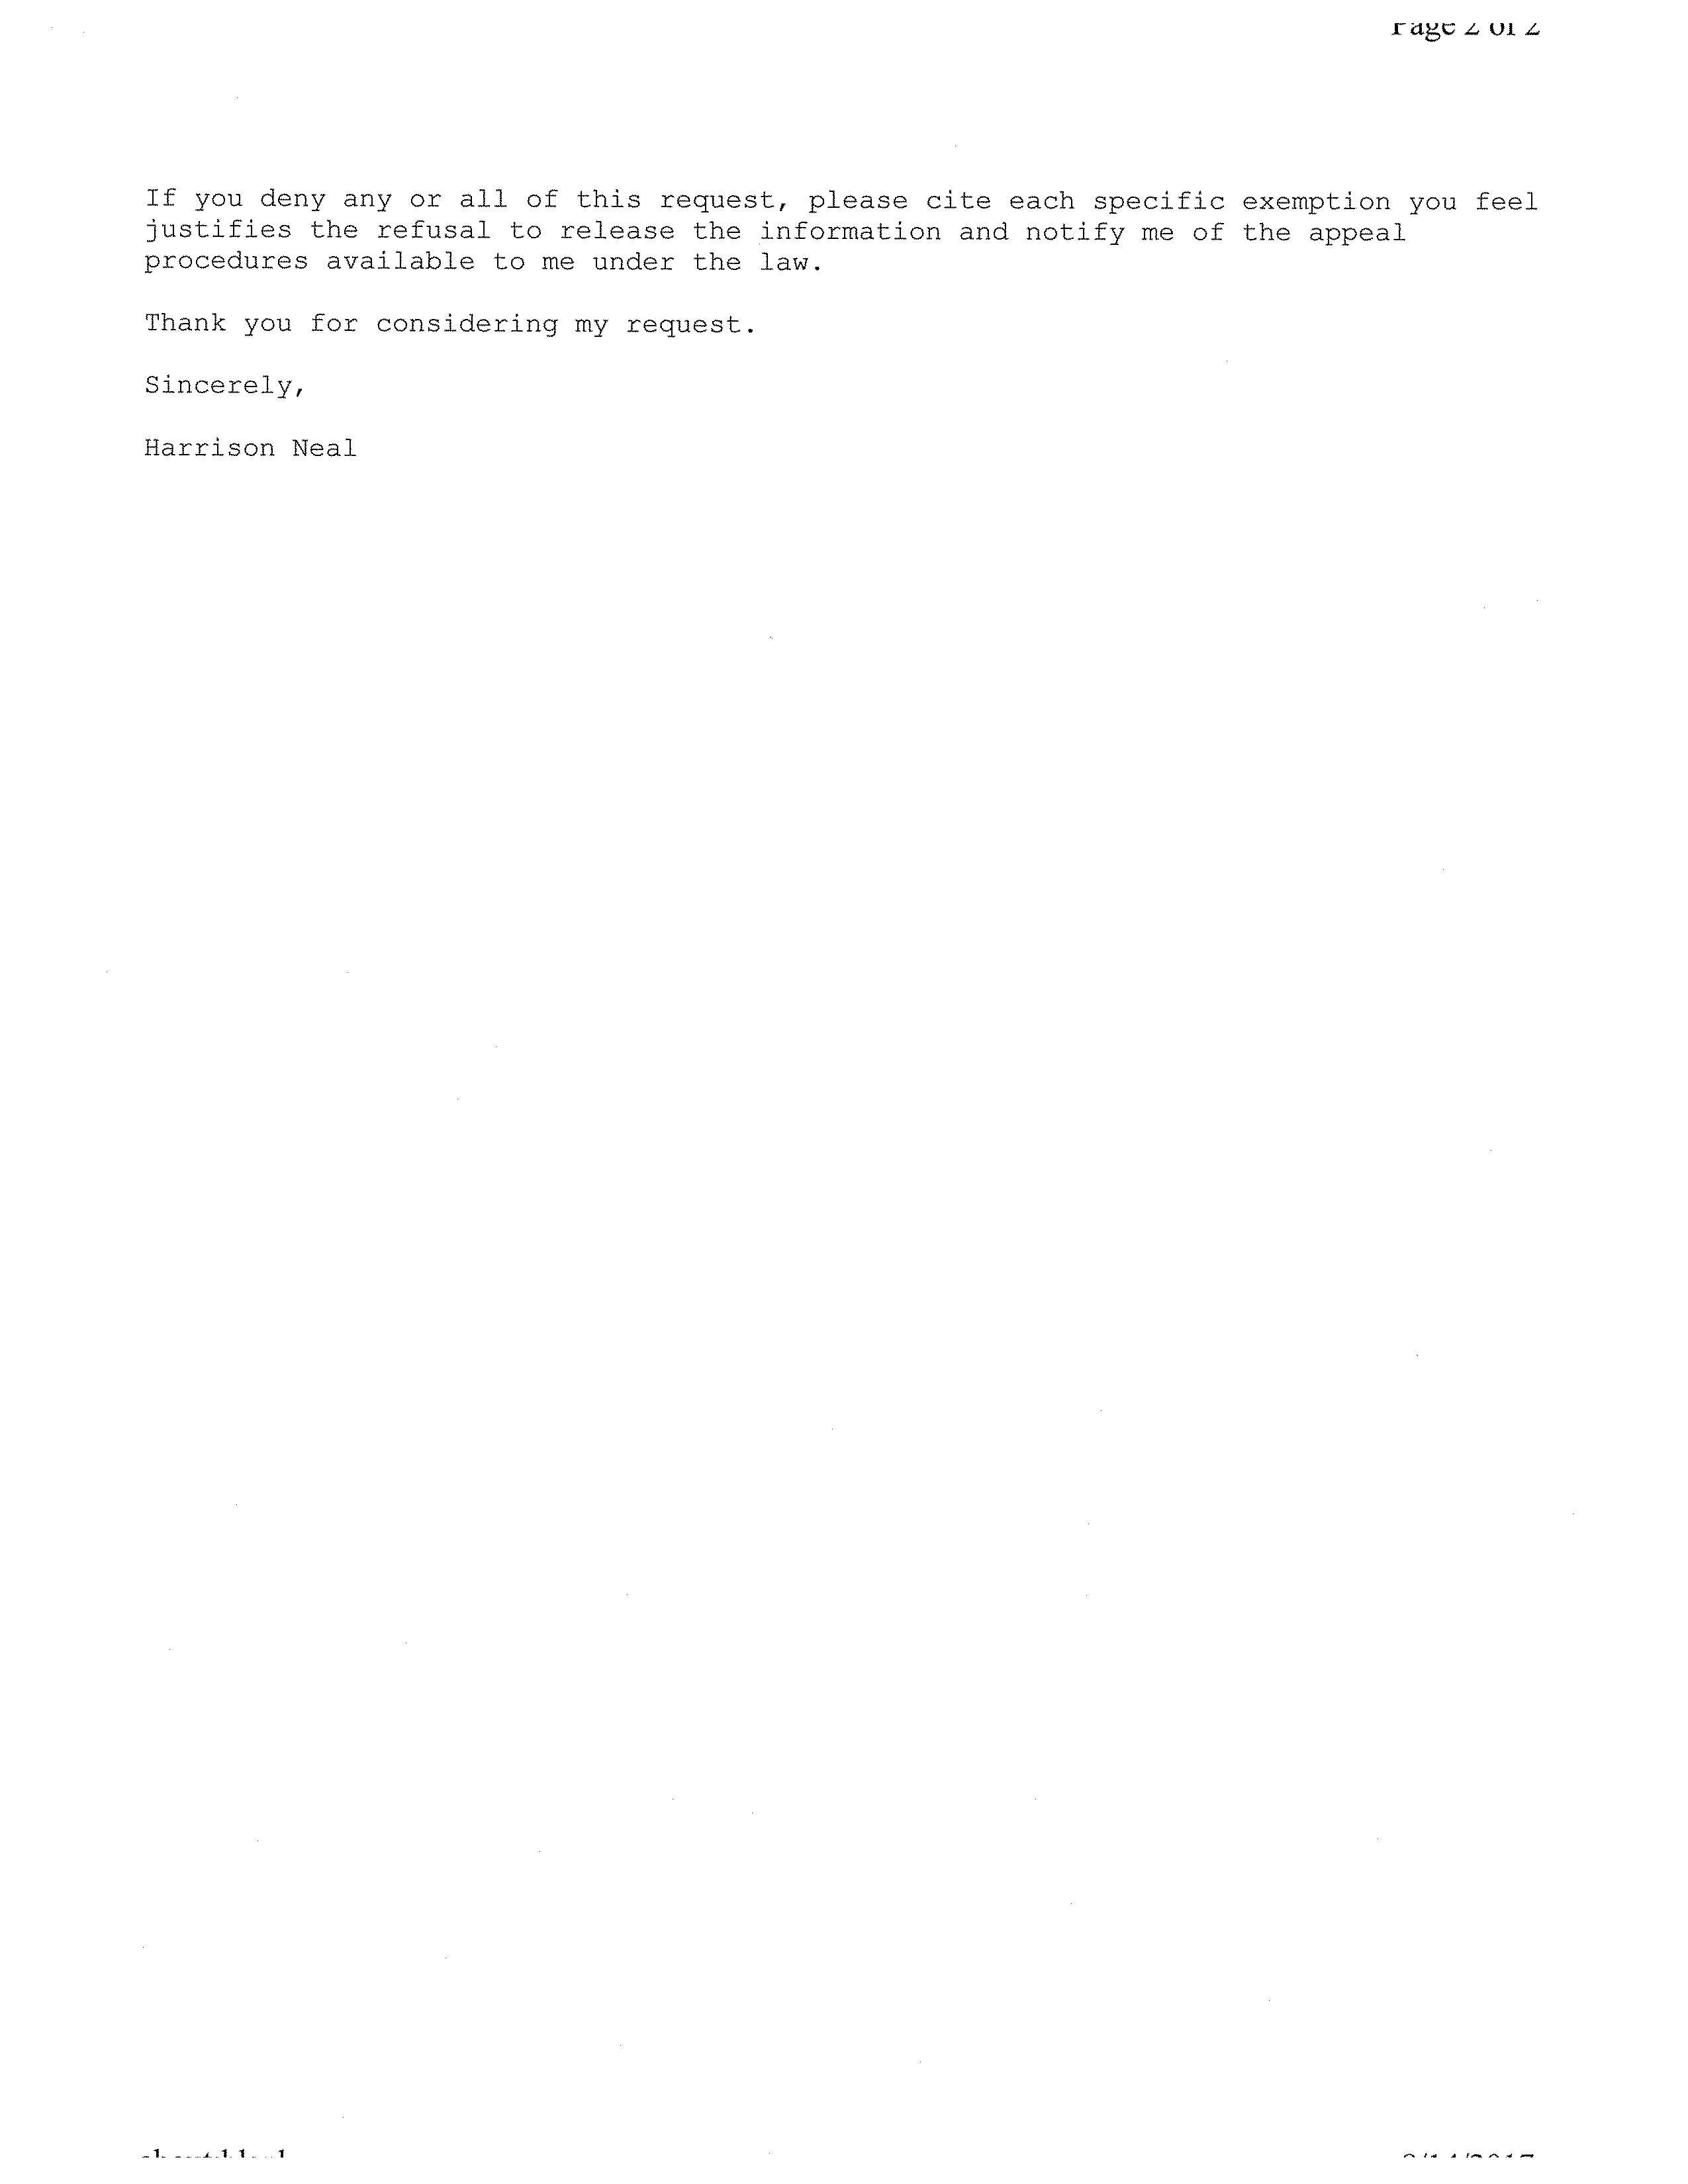 Page 2 of 2
If you deny any or all of this request, please cite each specific exemption you feel
justifies the refusal to release the information and notify me of the appeal
procedures available to me under the law.
Thank you for considering my request.
Sincerely,
Harrison Neal